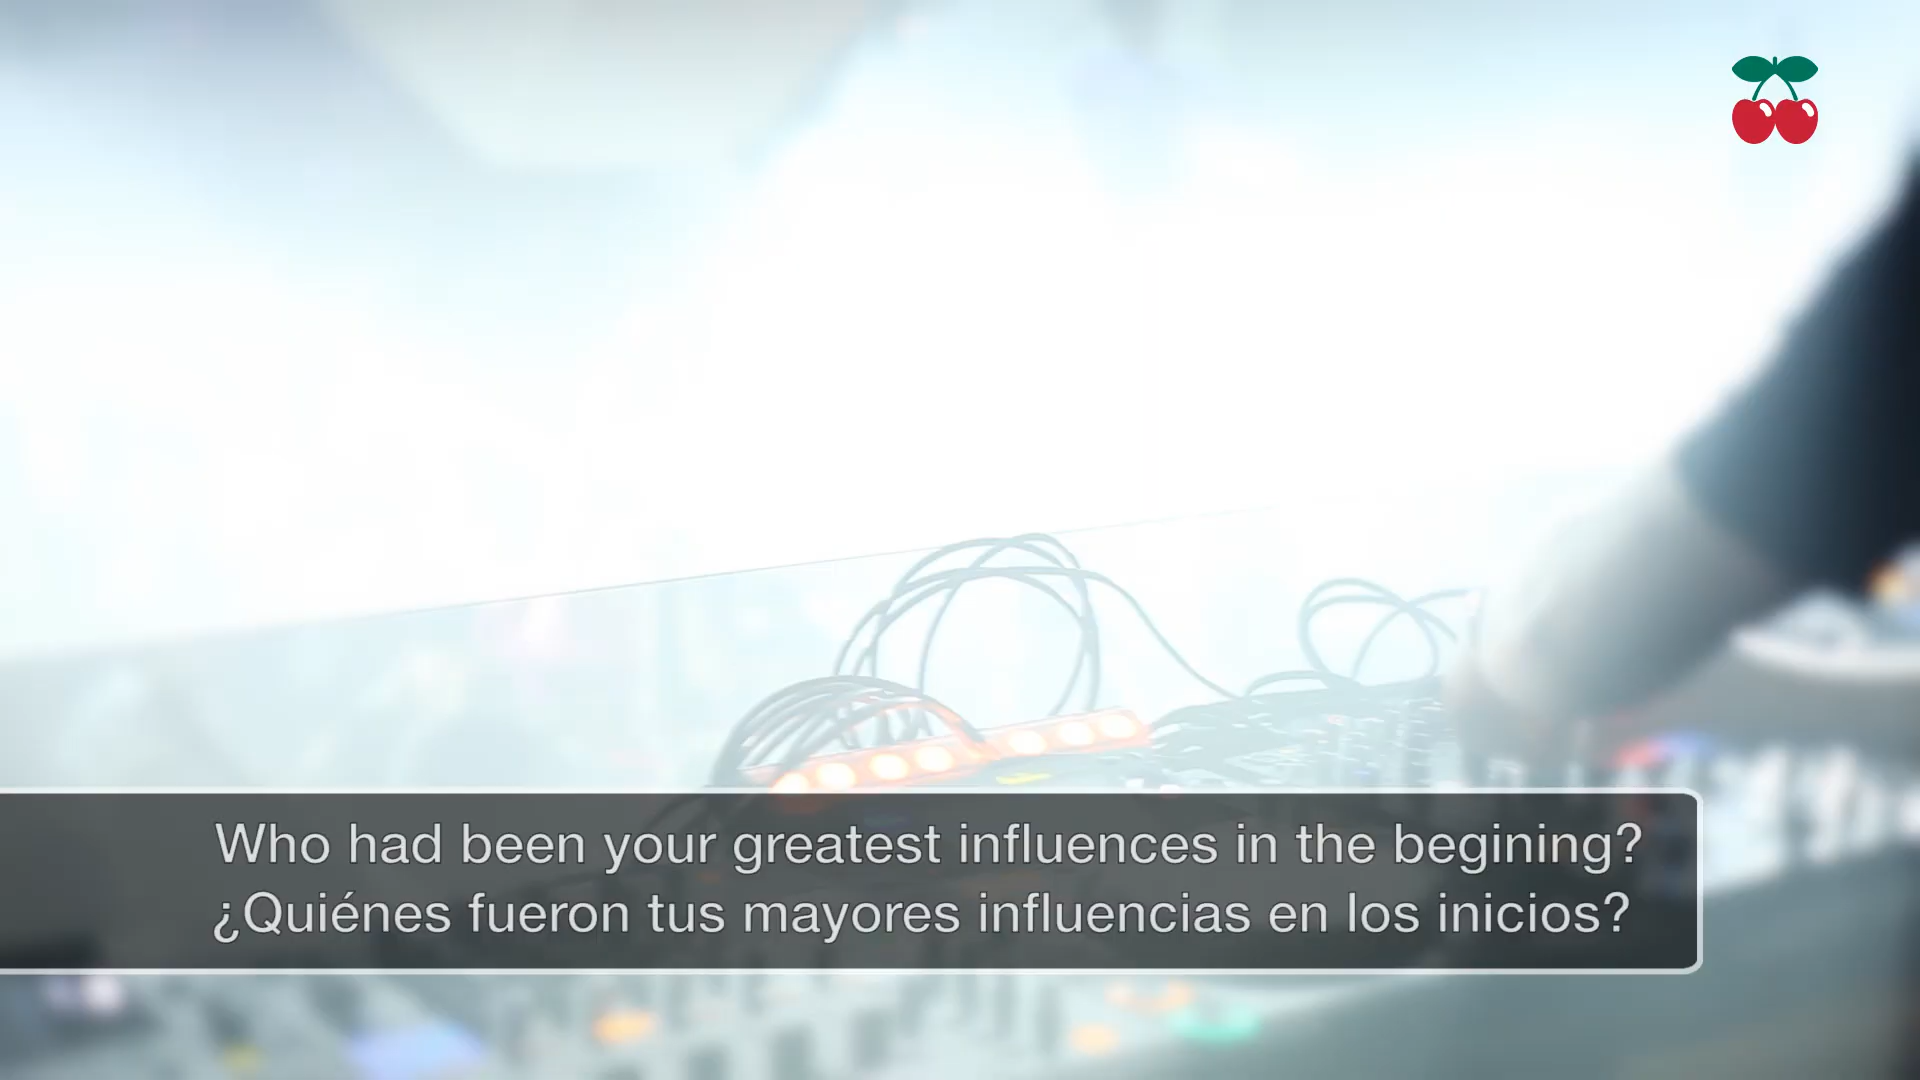 Who had been your greatest influences in the begining?
¿Quiénes fueron tus mayores influencias en los inicios?